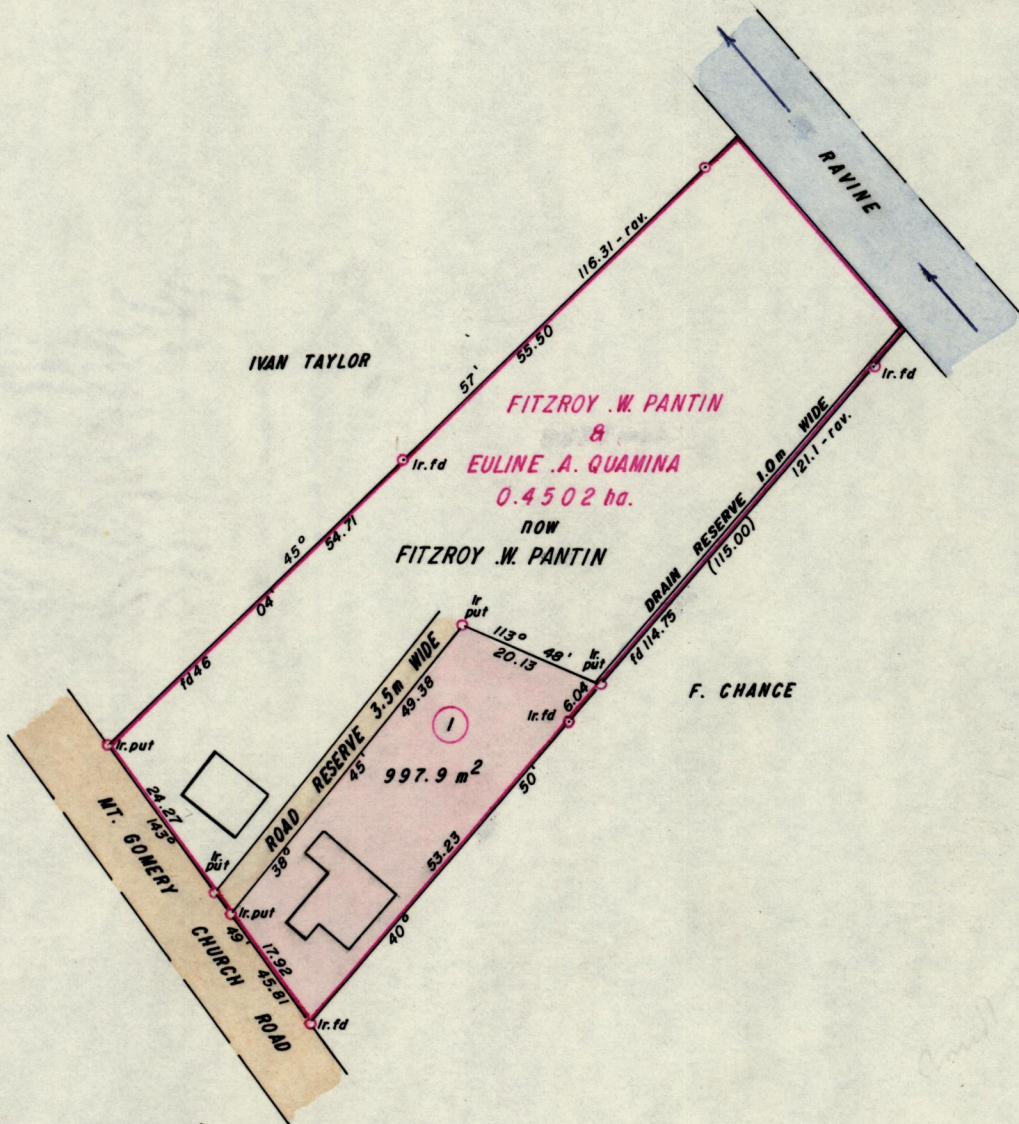 RAVINE
116.31 - rav.
55.50
57'
IVAN TAYLOR
Ir.fd
FITZROY .W. PANTIN
&
EULINE .A. QUAMINA
0.4502 ha.
now
FITZROY .W. PANTIN
Ir.fd
54.71
45°
04'
fd 46
DRAIN RESERVE 1.0m WIDE
121.1 - rav.
(115.00)
fd 114.75
F. CHANCE
Ir
put
113° 48'
20.13
Ir.
put
6.04
Ir.fd
ROAD RESERVE 3.5m WIDE
49.38
45'
38°
1
997.9 m²
50'
53.23
40°
Ir.put
24.27
143°
Ir.
put
Ir.put
49'
17.92
45.81
Ir.fd
MT. GOMERY CHURCH ROAD